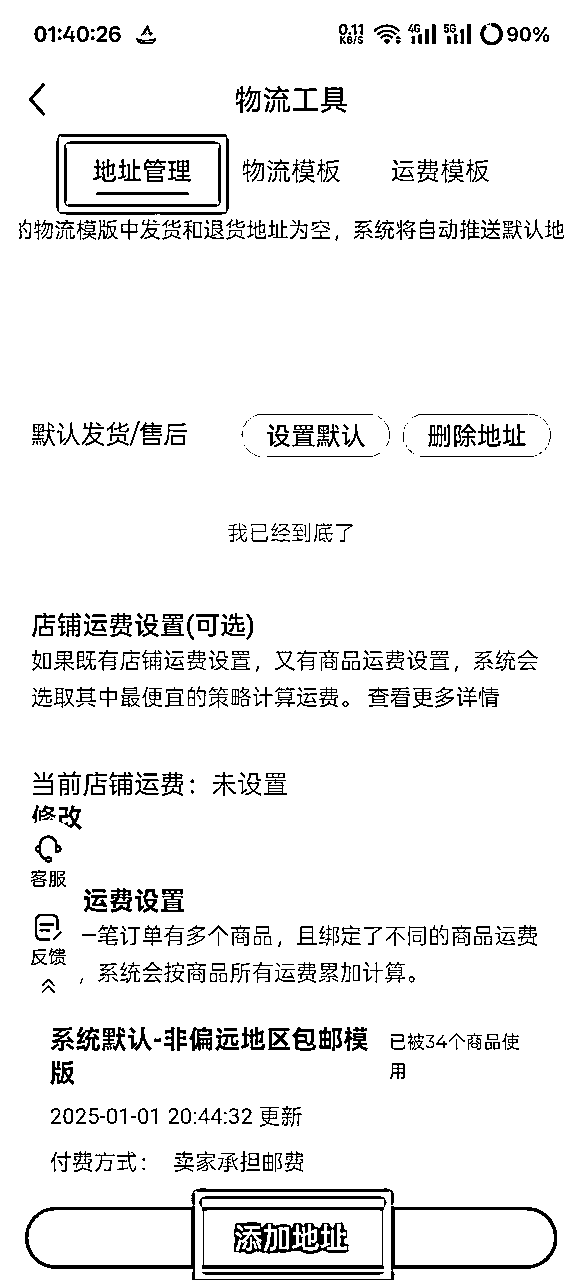 01:40:26 0.11 KB/S 4G 5G 90%
物流工具
地址管理 物流模板 运费模板
的物流模版中发货和退货地址为空，系统将自动推送默认地
默认发货/售后 设置默认 删除地址
我已经到底了
店铺运费设置(可选)
如果既有店铺运费设置，又有商品运费设置，系统会
选取其中最便宜的策略计算运费。 查看更多详情
当前店铺运费：未设置
修改
客服
运费设置
一笔订单有多个商品，且绑定了不同的商品运费
反馈
，系统会按商品所有运费累加计算。
系统默认-非偏远地区包邮模 已被34个商品使
版 用
2025-01-01 20:44:32 更新
付费方式： 卖家承担邮费
添加地址